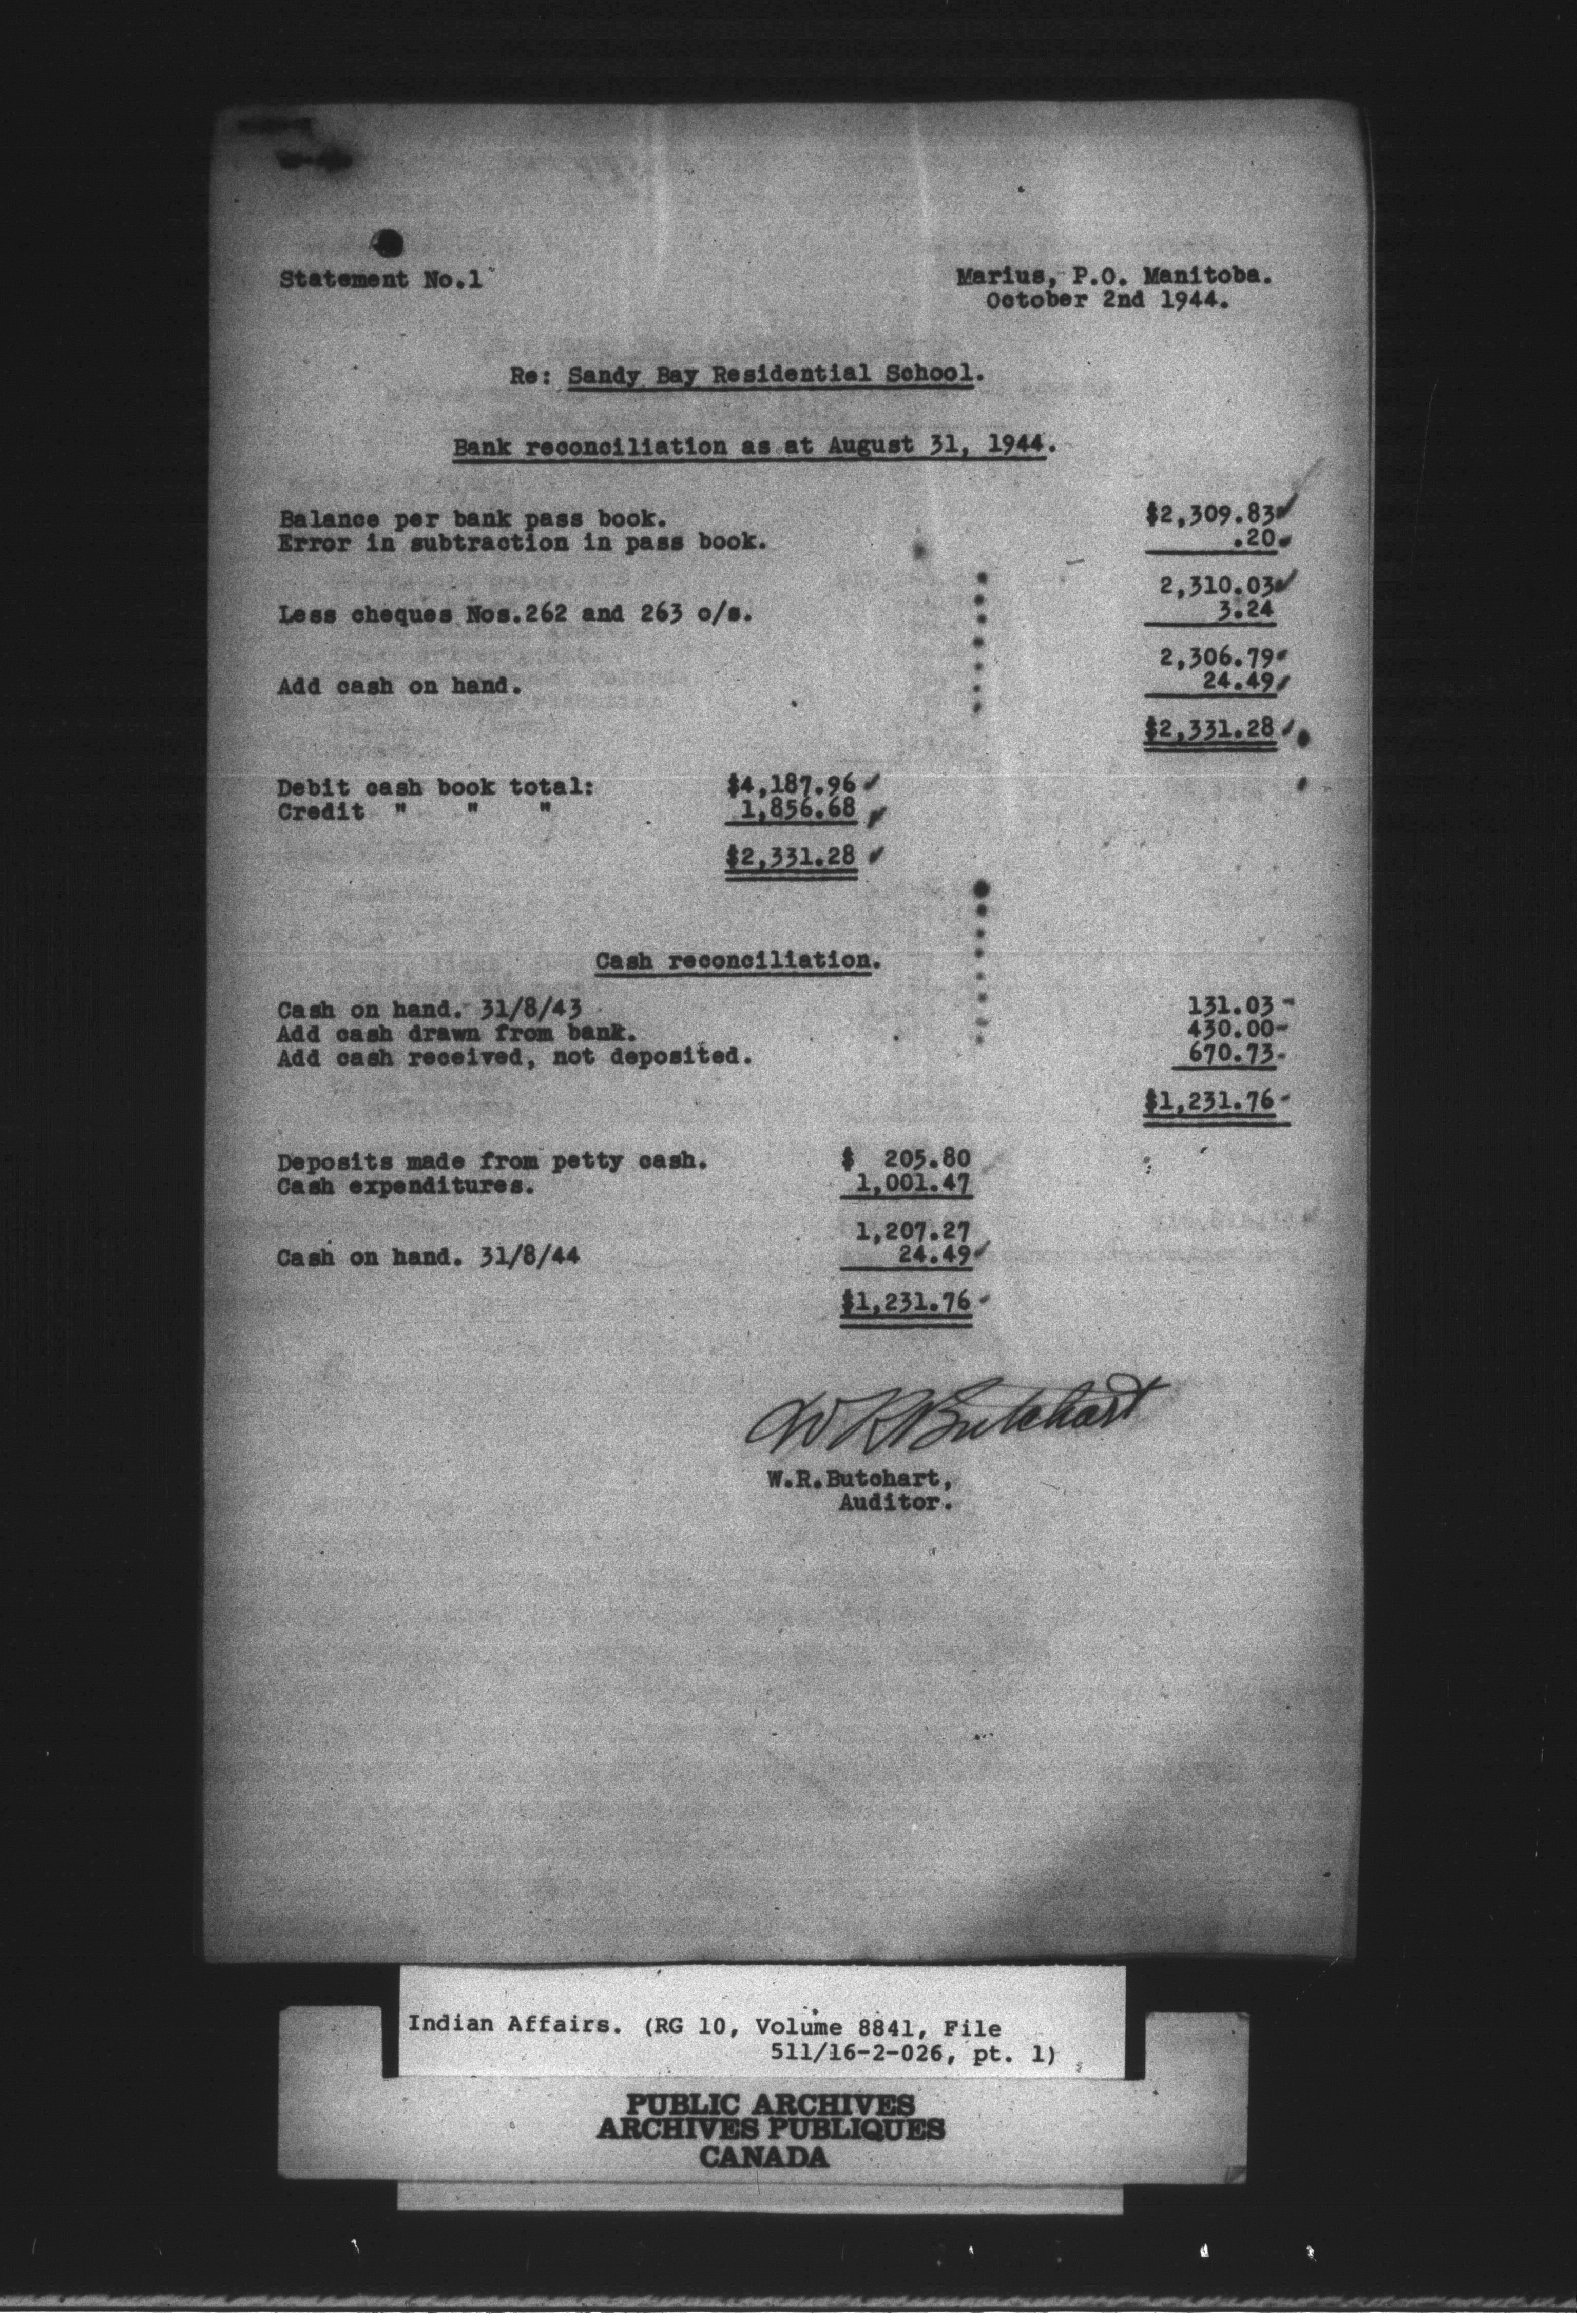 Statement No.1
Marius, P.O. Manitoba.
October 2nd 1944.
Re: Sandy Bay Residential School.
Bank reconciliation as at August 31, 1944.
Balance per bank pass book. $2,309.83
Error in subtraction in pass book. .20
2,310.03
Less cheques Nos.262 and 263 o/s. 3.24
2,306.79
Add cash on hand. 24.49
$2,331.28
Debit cash book total: $4,187.96
Credit " " " 1,856.68
$2,331.28
Cash reconciliation.
Cash on hand. 31/8/43 131.03
Add cash drawn from bank. 430.00
Add cash received, not deposited. 670.73
$1,231.76
Deposits made from petty cash. $ 205.80
Cash expenditures. 1,001.47
1,207.27
Cash on hand. 31/8/44 24.49
$1,231.76
W R Butchart
W.R.Butchart,
Auditor.
Indian Affairs. (RG 10, Volume 8841, File
511/16-2-026, pt. 1)
PUBLIC ARCHIVES
ARCHIVES PUBLIQUES
CANADA